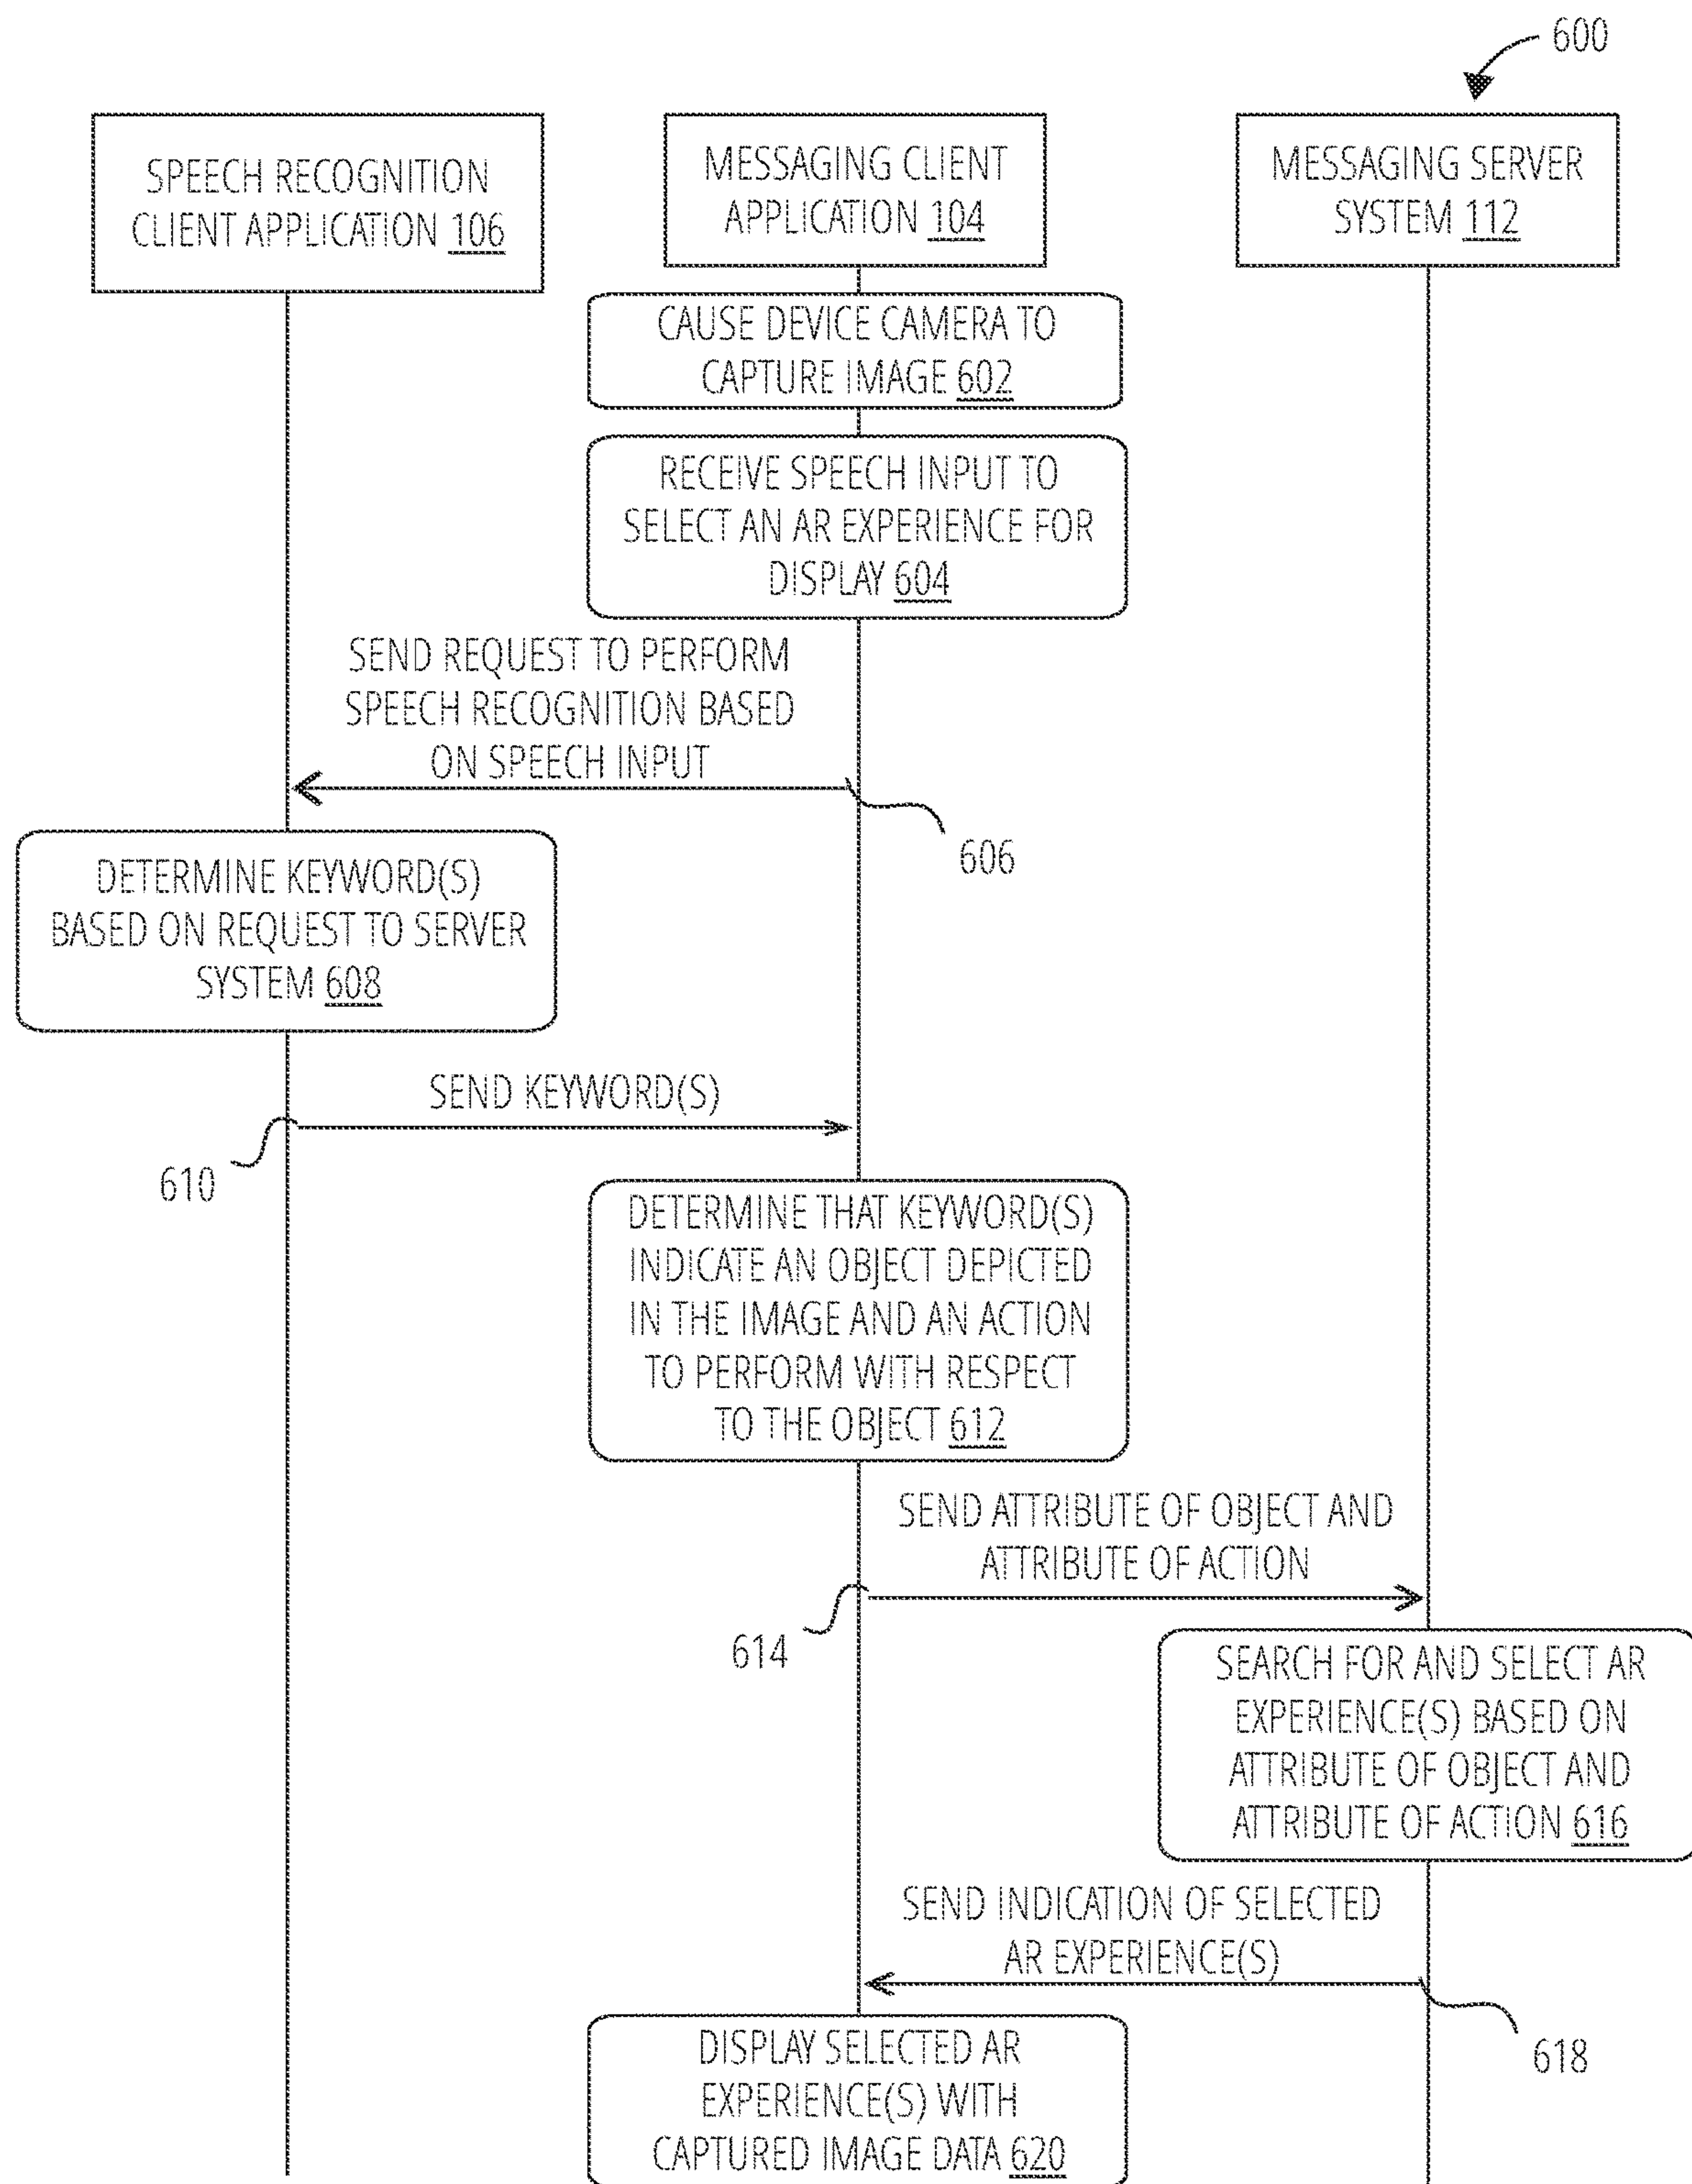 600
SPEECH RECOGNITION
CLIENT APPLICATION 106
MESSAGING CLIENT
APPLICATION 104
MESSAGING SERVER
SYSTEM 112
CAUSE DEVICE CAMERA TO
CAPTURE IMAGE 602
RECEIVE SPEECH INPUT TO
SELECT AN AR EXPERIENCE FOR
DISPLAY 604
SEND REQUEST TO PERFORM
SPEECH RECOGNITION BASED
ON SPEECH INPUT
606
DETERMINE KEYWORD(S)
BASED ON REQUEST TO SERVER
SYSTEM 608
SEND KEYWORD(S)
610
DETERMINE THAT KEYWORD(S)
INDICATE AN OBJECT DEPICTED
IN THE IMAGE AND AN ACTION
TO PERFORM WITH RESPECT
TO THE OBJECT 612
SEND ATTRIBUTE OF OBJECT AND
ATTRIBUTE OF ACTION
614
SEARCH FOR AND SELECT AR
EXPERIENCE(S) BASED ON
ATTRIBUTE OF OBJECT AND
ATTRIBUTE OF ACTION 616
SEND INDICATION OF SELECTED
AR EXPERIENCE(S)
618
DISPLAY SELECTED AR
EXPERIENCE(S) WITH
CAPTURED IMAGE DATA 620